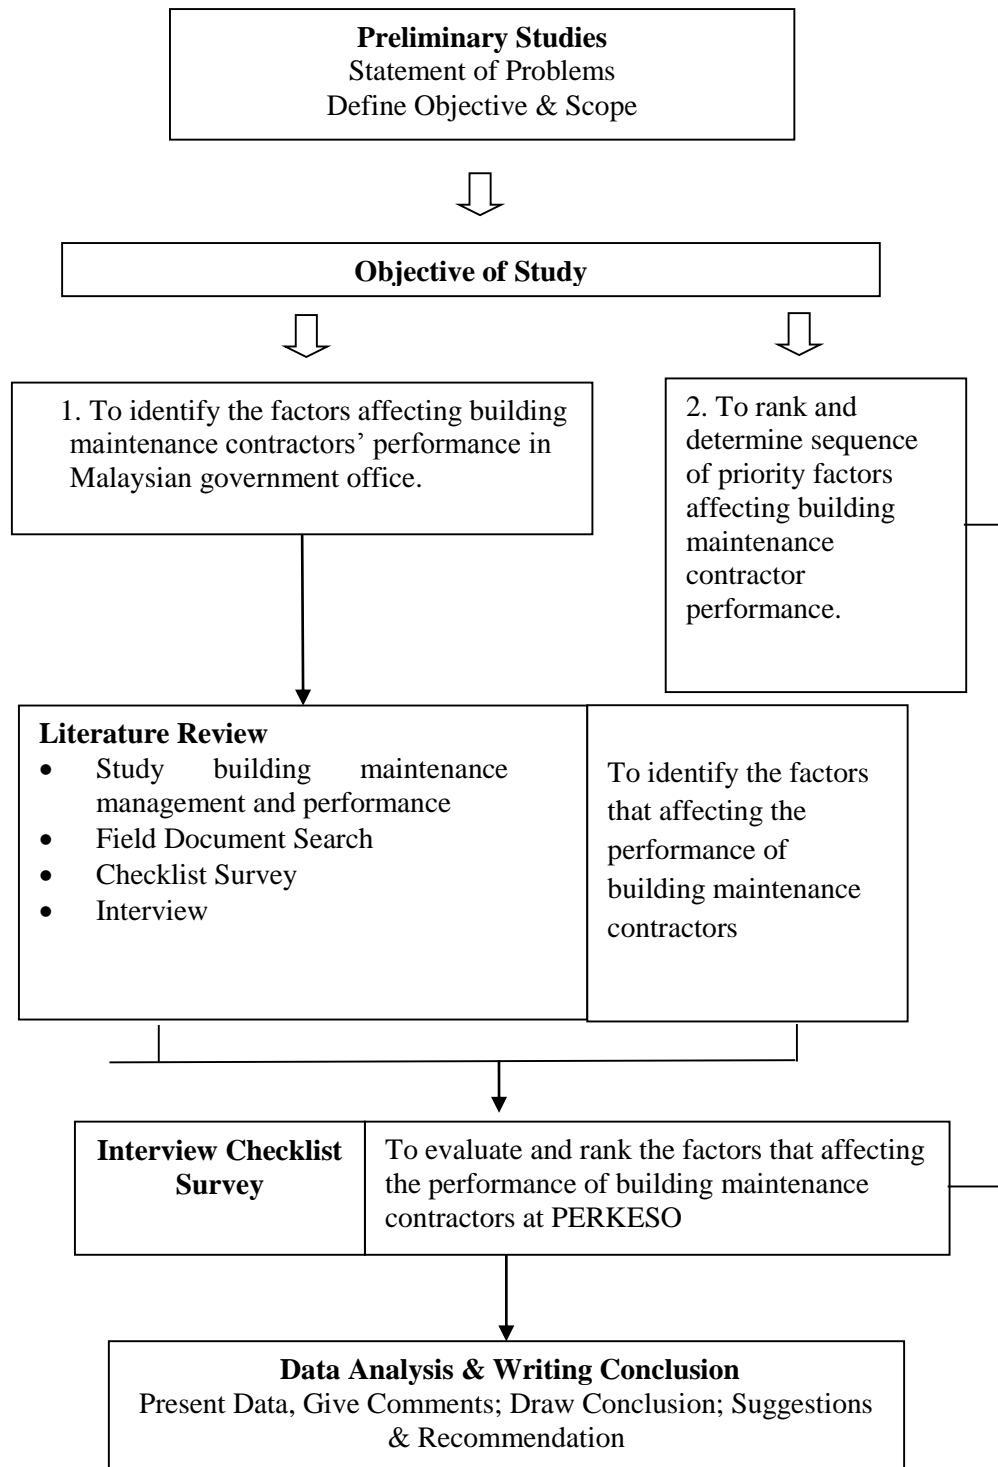 Preliminary Studies
Statement of Problems
Define Objective & Scope
Objective of Study
1. To identify the factors affecting building
maintenance contractors’ performance in
Malaysian government office.
2. To rank and
determine sequence
of priority factors
affecting building
maintenance
contractor
performance.
Literature Review
• Study building maintenance
management and performance
• Field Document Search
• Checklist Survey
• Interview
To identify the factors
that affecting the
performance of
building maintenance
contractors
Interview Checklist
Survey
To evaluate and rank the factors that affecting
the performance of building maintenance
contractors at PERKESO
Data Analysis & Writing Conclusion
Present Data, Give Comments; Draw Conclusion; Suggestions
& Recommendation